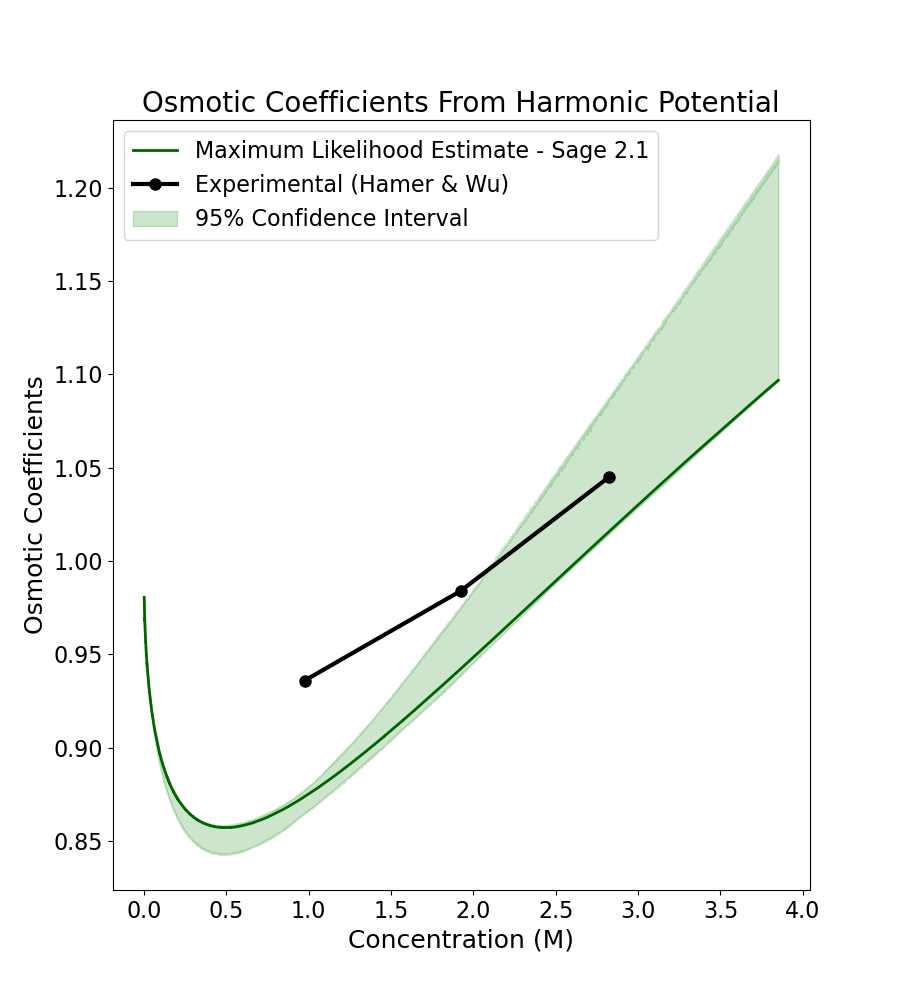 Osmotic Coefficients From Harmonic Potential
Maximum Likelihood Estimate - Sage 2.1
Experimental (Hamer & Wu)
95% Confidence Interval
Osmotic Coefficients
1.20
1.15
1.10
1.05
1.00
0.95
0.90
0.85
0.0 0.5 1.0 1.5 2.0 2.5 3.0 3.5 4.0
Concentration (M)